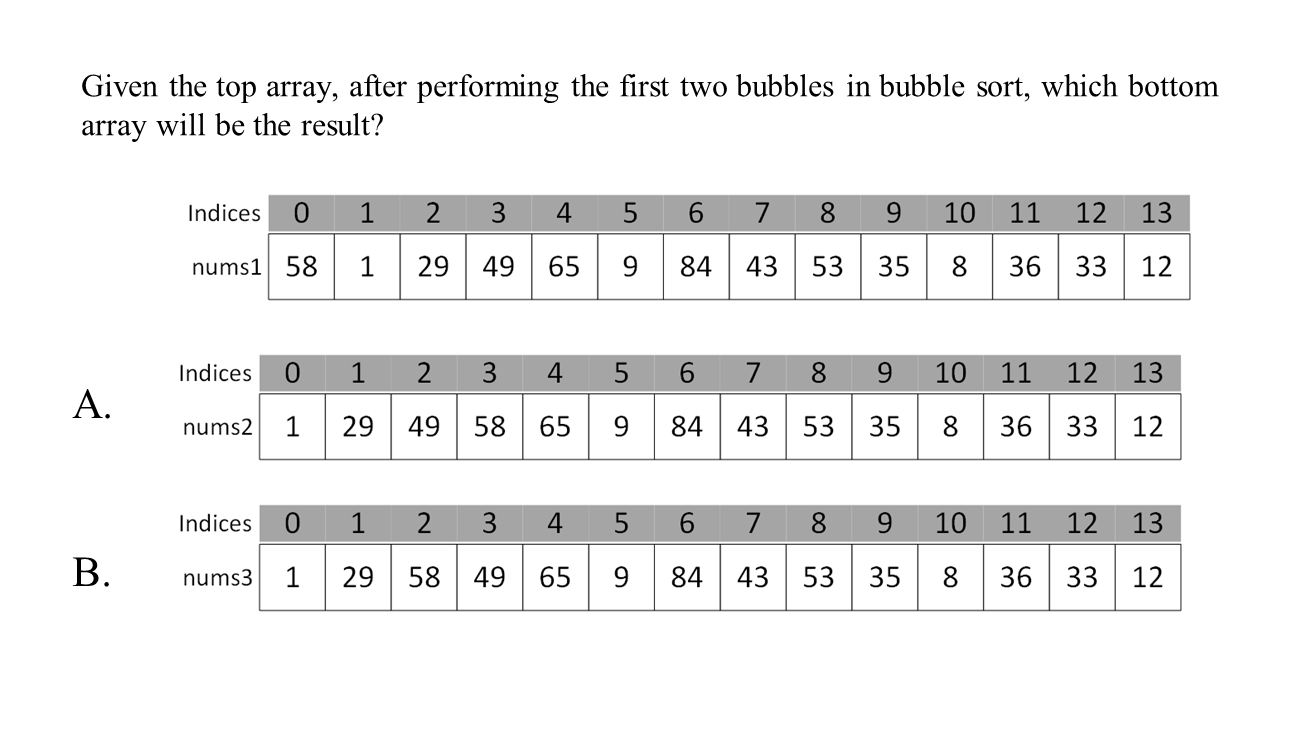 Given the top array, after performing the first two bubbles in bubble sort, which bottom
array will be the result?
Indices 0 1 2 3 4 5 6 7 8 9 10 11 12 13
nums1 58 1 29 49 65 9 84 43 53 35 8 36 33 12
A.
Indices 0 1 2 3 4 5 6 7 8 9 10 11 12 13
nums2 1 29 49 58 65 9 84 43 53 35 8 36 33 12
B.
Indices 0 1 2 3 4 5 6 7 8 9 10 11 12 13
nums3 1 29 58 49 65 9 84 43 53 35 8 36 33 12